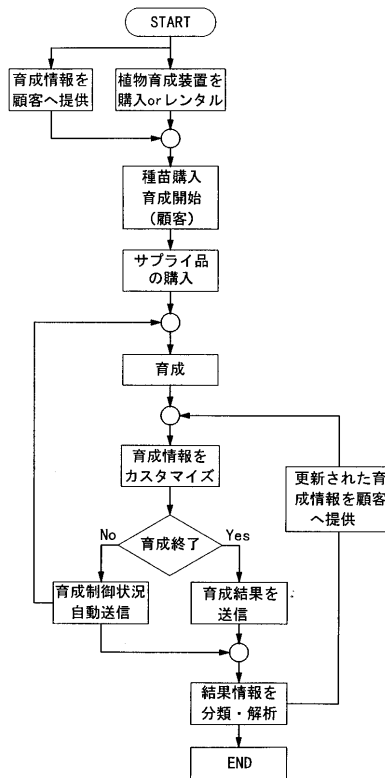 START
育成情報を
顧客へ提供
植物育成装置を
購入orレンタル
種苗購入
育成開始
(顧客)
サプライ品
の購入
育成
育成情報を
カスタマイズ
更新された育
成情報を顧客
へ提供
育成終了
No
Yes
育成制御状況
自動送信
育成結果を
送信
結果情報を
分類・解析
END